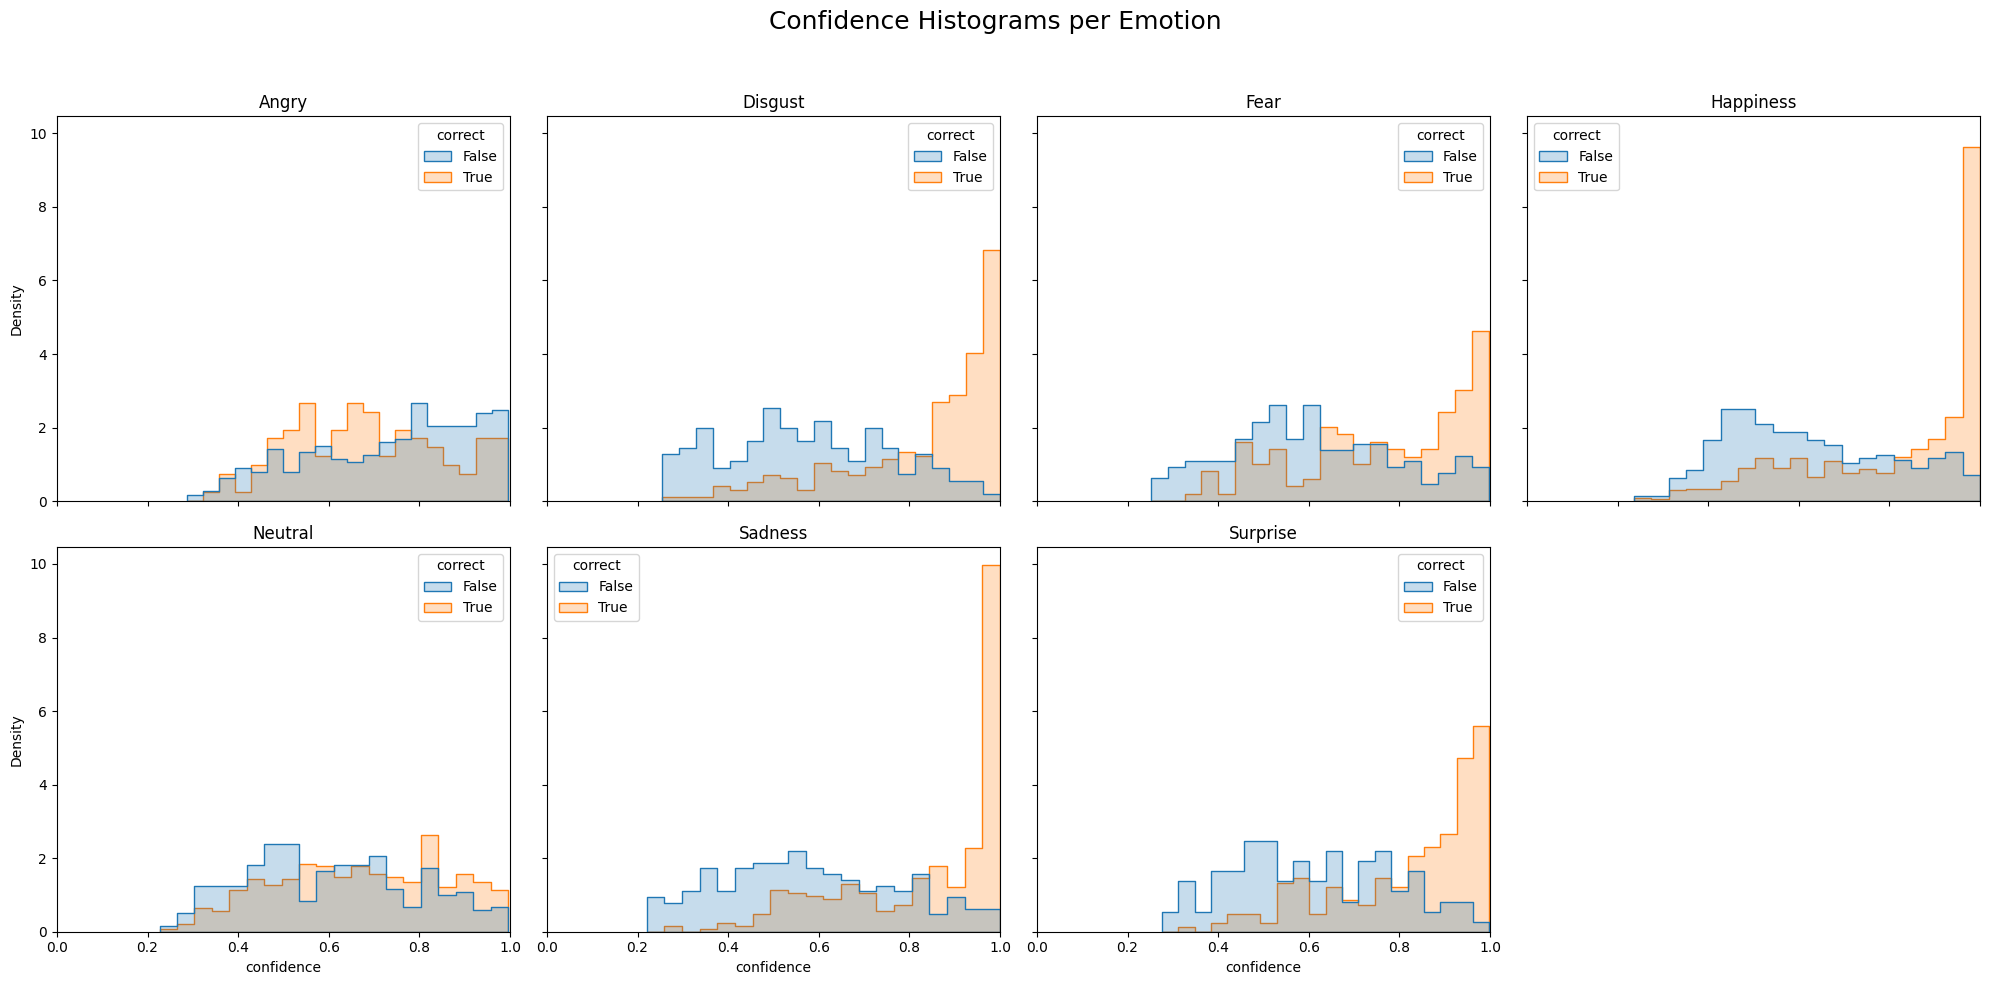 Confidence Histograms per Emotion
Angry
Disgust
Fear
Happiness
10
8
6
4
2
0
Density
correct
False
True
correct
False
True
correct
False
True
correct
False
True
Neutral
Sadness
Surprise
10
8
6
4
2
0
Density
correct
False
True
correct
False
True
correct
False
True
0.0 0.2 0.4 0.6 0.8 1.0
0.0 0.2 0.4 0.6 0.8 1.0
0.0 0.2 0.4 0.6 0.8 1.0
confidence
confidence
confidence